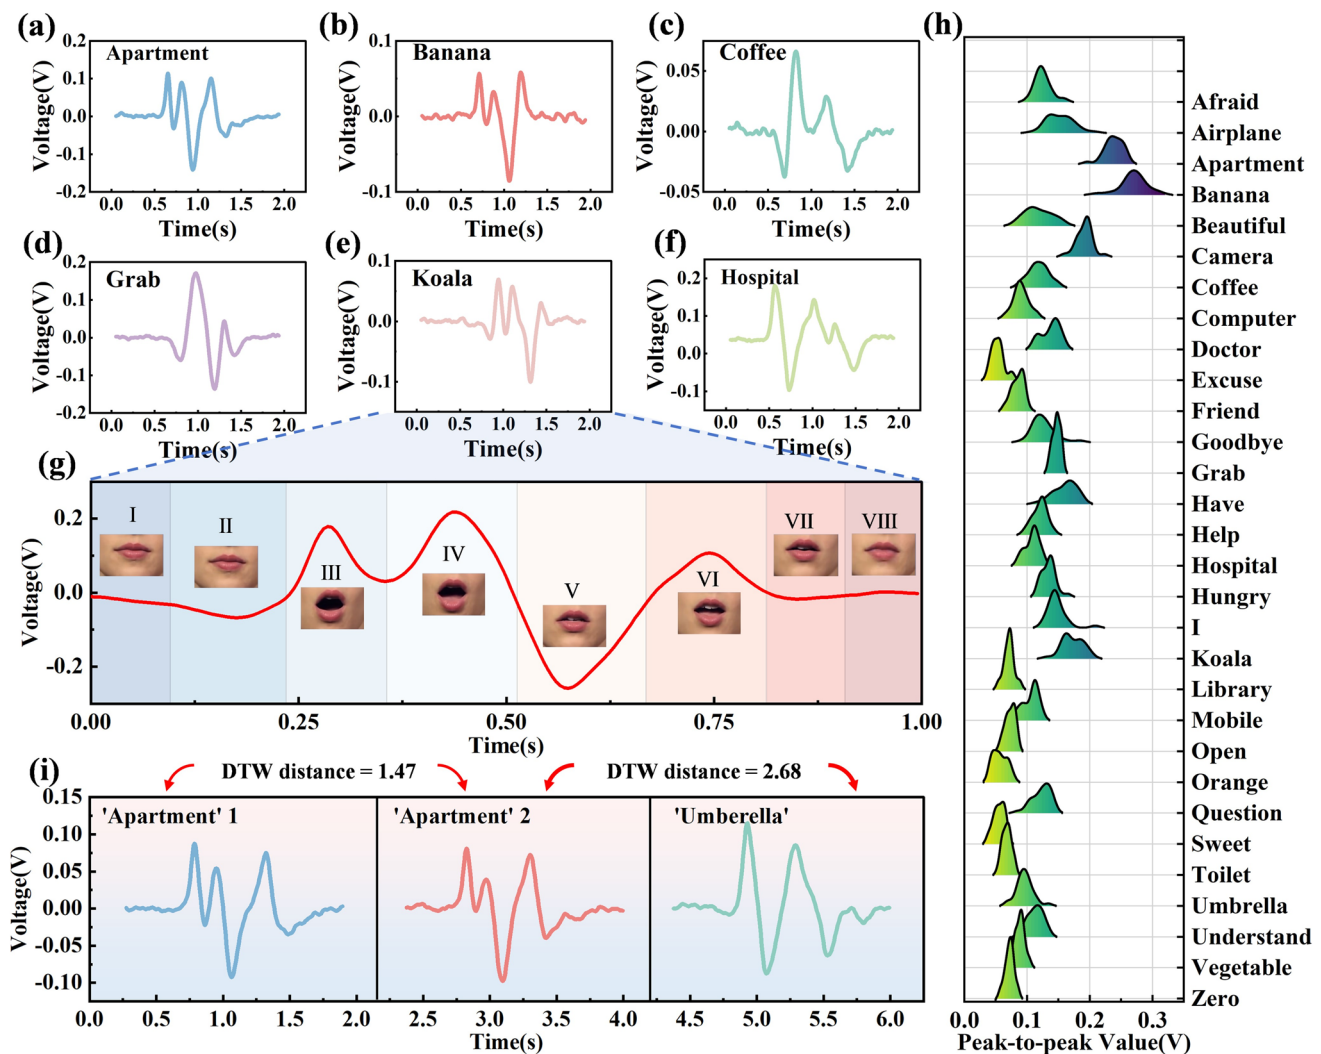 (a)
Apartment
Voltage(V)
0.2
0.1
0.0
-0.1
-0.2
0.0 0.5 1.0 1.5 2.0
Time(s)
(b)
Banana
Voltage(V)
0.1
0.0
-0.1
0.0 0.5 1.0 1.5 2.0
Time(s)
(c)
Coffee
Voltage(V)
0.05
0.00
-0.05
0.0 0.5 1.0 1.5 2.0
Time(s)
(d)
Grab
Voltage(V)
0.2
0.1
0.0
-0.1
-0.2
0.0 0.5 1.0 1.5 2.0
Time(s)
(e)
Koala
Voltage(V)
0.1
0.0
-0.1
0.0 0.5 1.0 1.5 2.0
Time(s)
(f)
Hospital
Voltage(V)
0.2
0.1
0.0
-0.1
0.0 0.5 1.0 1.5 2.0
Time(s)
(g)
Voltage(V)
0.2
0.0
-0.2
I
II
III
IV
V
VI
VII
VIII
0.00 0.25 0.50 0.75 1.00
Time(s)
(h)
Afraid
Airplane
Apartment
Banana
Beautiful
Camera
Coffee
Computer
Doctor
Excuse
Friend
Goodbye
Grab
Have
Help
Hospital
Hungry
I
Koala
Library
Mobile
Open
Orange
Question
Sweet
Toilet
Umbrella
Understand
Vegetable
Zero
0.0 0.1 0.2 0.3
Peak-to-peak Value(V)
(i)
DTW distance = 1.47
DTW distance = 2.68
Voltage(V)
0.15
0.10
0.05
0.00
-0.05
-0.10
'Apartment' 1
'Apartment' 2
'Umberella'
0.0 0.5 1.0 1.5 2.0 2.5 3.0 3.5 4.0 4.5 5.0 5.5 6.0
Time(s)